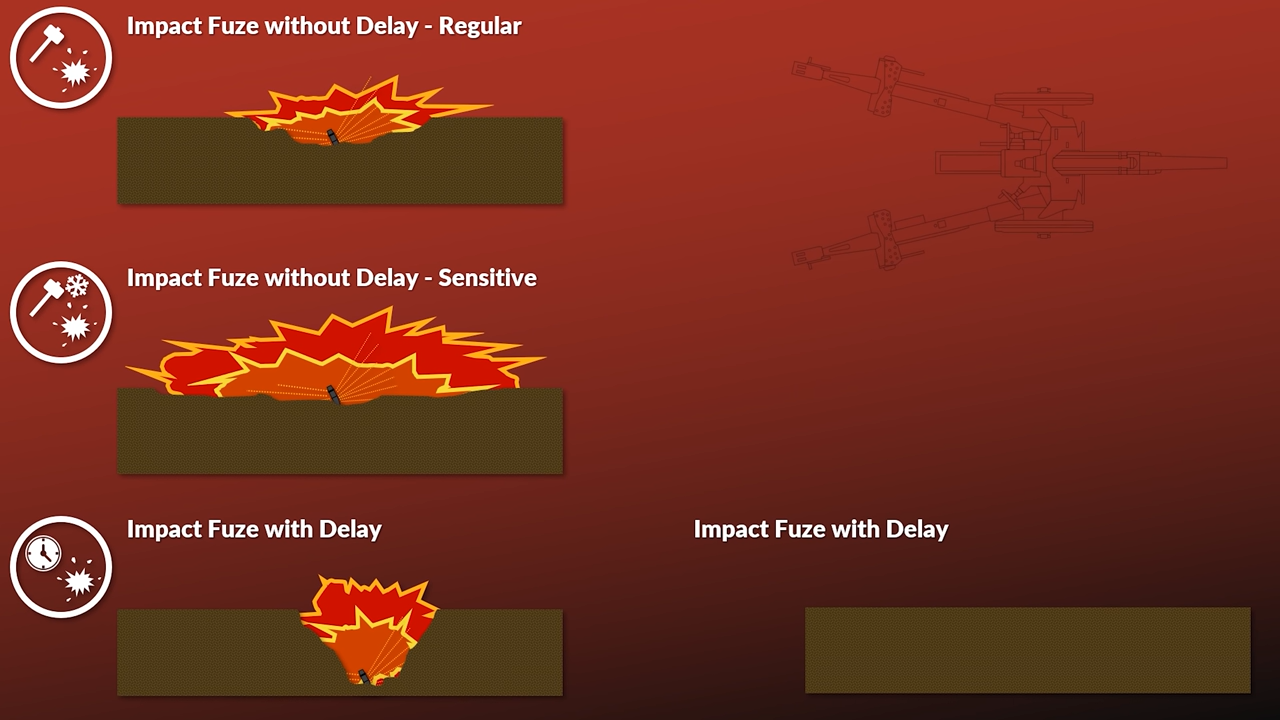 Impact Fuze without Delay - Regular
Impact Fuze without Delay - Sensitive
Impact Fuze with Delay
Impact Fuze with Delay